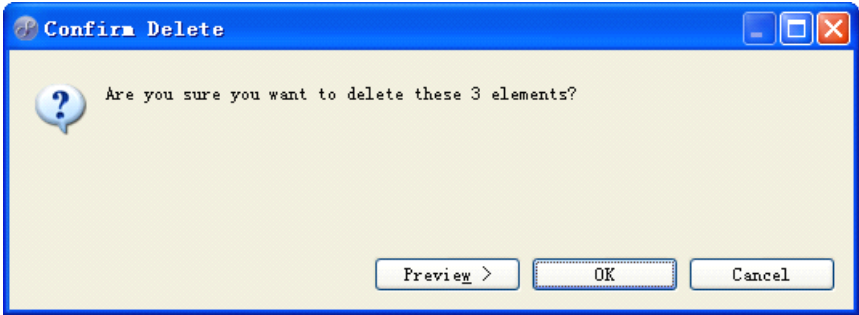 Confirm Delete
Are you sure you want to delete these 3 elements?
Preview > OK Cancel